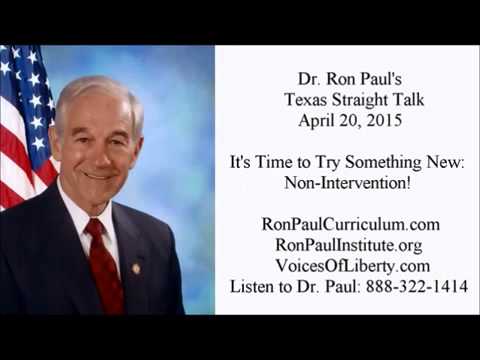 Dr. Ron Paul's
Texas Straight Talk
April 20, 2015
It's Time to Try Something New:
Non-Intervention!
RonPaulCurriculum.com
RonPaulInstitute.org
VoicesOfLiberty.com
Listen to Dr. Paul: 888-322-1414